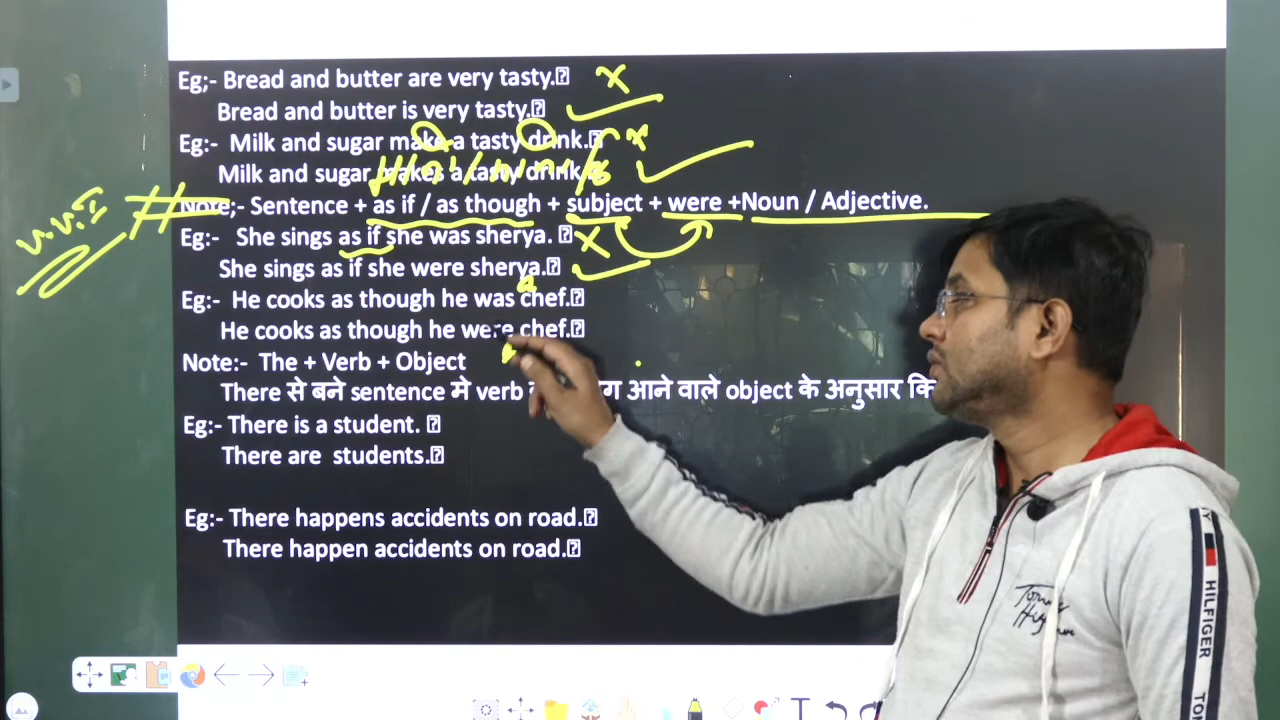 Eg;- Bread and butter are very tasty. x
Bread and butter is very tasty.
Eg:- Milk and sugar make a tasty drink. x
Milk and sugar makes a tasty drink.
V.V.I # Note;- Sentence + as if / as though + subject + were +Noun / Adjective.
Eg:- She sings as if she was sherya. x
She sings as if she were sherya.
a
Eg:- He cooks as though he was chef.
He cooks as though he were chef.
Note:- The + Verb + Object
There से बने sentence मे verb आने वाले object के अनुसार
Eg:- There is a student.
There are students.
Eg:- There happens accidents on road.
There happen accidents on road.
Tommy
HILFIGER